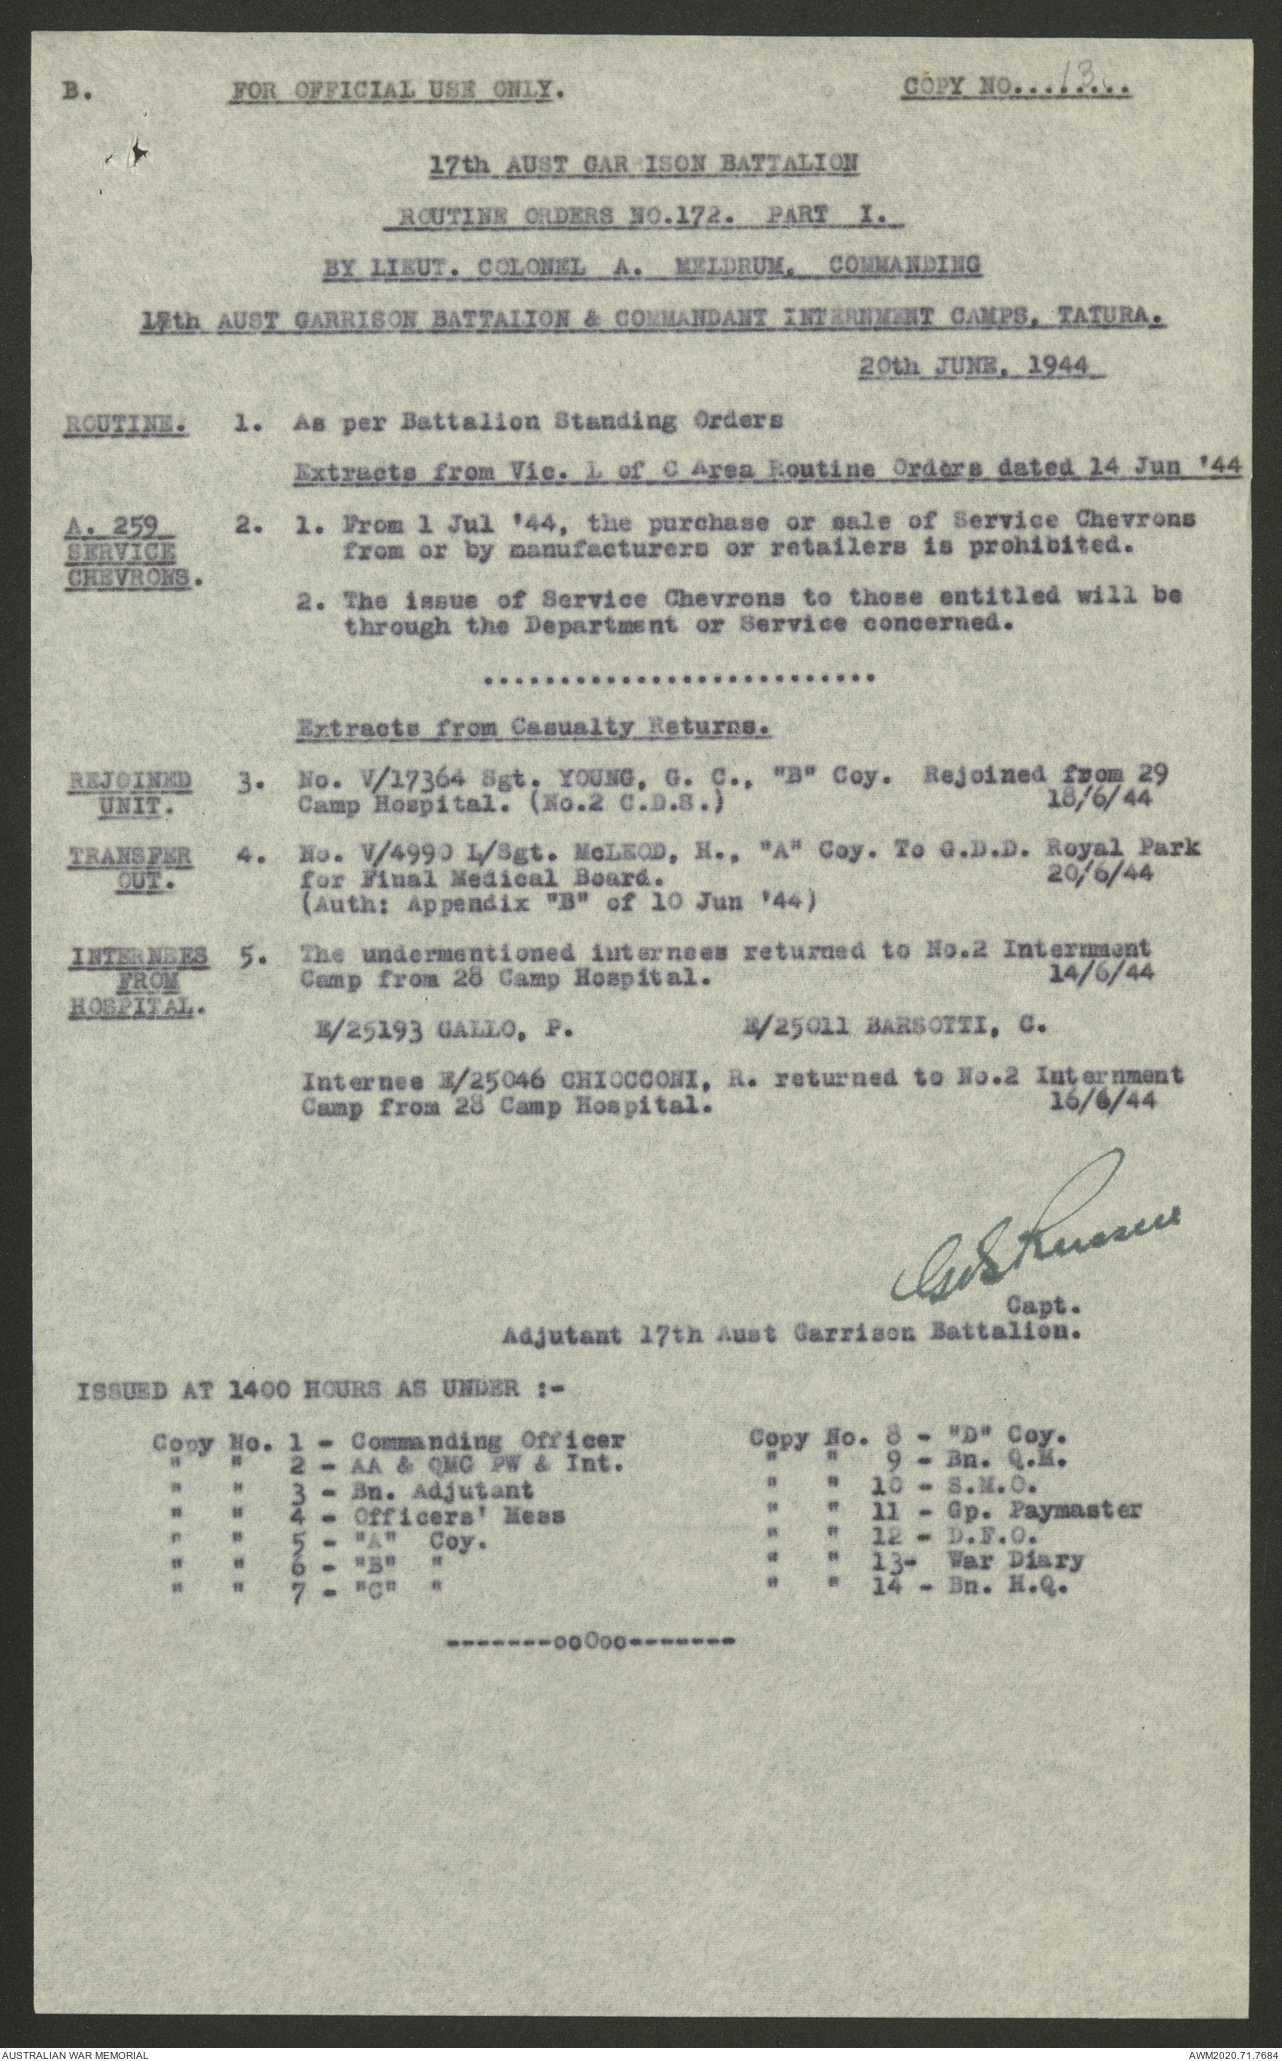 B. FOR OFFICIAL USE ONLY. COPY NO....13....
17th AUST GARRISON BATTALION
ROUTINE ORDERS NO.172. PART I.
BY LIEUT. COLONEL A. MELDRUM, COMMANDING
17th AUST GARRISON BATTALION & COMMANDANT INTERNMENT CAMPS, TATURA.
20th JUNE, 1944
ROUTINE. 1. As per Battalion Standing Orders
Extracts from Vic. L of C Area Routine Orders dated 14 Jun '44
A. 259 2. 1. From 1 Jul '44, the purchase or sale of Service Chevrons
SERVICE from or by manufacturers or retailers is prohibited.
CHEVRONS.
2. The issue of Service Chevrons to those entitled will be
through the Department or Service concerned.
..........................
Extracts from Casualty Returns.
REJOINED 3. No. V/17364 Sgt. YOUNG, G. C., "B" Coy. Rejoined from 29
UNIT. Camp Hospital. (No.2 C.D.S.) 18/6/44
TRANSFER 4. No. V/4990 L/Sgt. McLEOD, H., "A" Coy. To G.D.D. Royal Park
OUT. for Final Medical Board. 20/6/44
(Auth: Appendix "B" of 10 Jun '44)
INTERNEES 5. The undermentioned internees returned to No.2 Internment
FROM Camp from 28 Camp Hospital. 14/6/44
HOSPITAL.
E/25193 GALLO, P. E/25011 BARSOTTI, C.
Internee E/25046 CHIOCCONI, R. returned to No.2 Internment
Camp from 28 Camp Hospital. 16/6/44
Capt.
Adjutant 17th Aust Garrison Battalion.
ISSUED AT 1400 HOURS AS UNDER :-
Copy No. 1 - Commanding Officer Copy No. 8 - "D" Coy.
" " 2 - AA & QMG PW & Int. " " 9 - Bn. Q.M.
" " 3 - Bn. Adjutant " " 10 - S.M.O.
" " 4 - Officers' Mess " " 11 - Gp. Paymaster
" " 5 - "A" Coy. " " 12 - D.F.O.
" " 6 - "B" " " " 13- War Diary
" " 7 - "C" " " " 14 - Bn. H.Q.
-------ooOoo-------
AUSTRALIAN WAR MEMORIAL AWM2020.71.7684